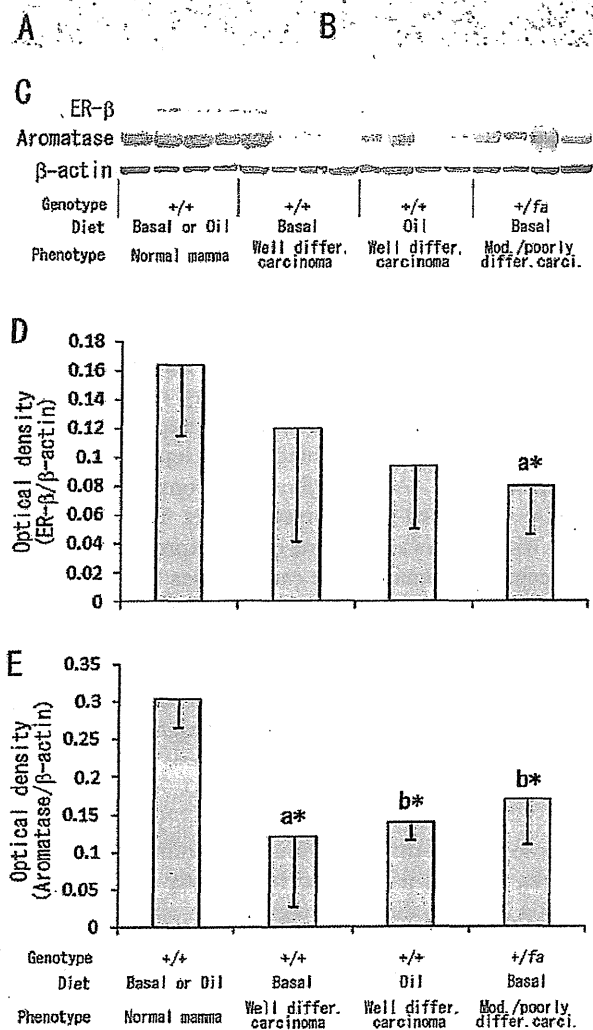 A B
C
ER-β
Aromatase
β-actin
Genotype +/+ +/+ +/+ +/fa
Diet Basal or Oil Basal Oil Basal
Phenotype Normal mamma Well differ. carcinoma Well differ. carcinoma Mod./poorly differ. carci.
D
Optical density
(ER-β/β-actin)
0.18
0.16
0.14
0.12
0.1
0.08
0.06
0.04
0.02
0
a*
E
Optical density
(Aromatase/β-actin)
0.35
0.3
0.25
0.2
0.15
0.1
0.05
0
a*
b*
b*
Genotype +/+ +/+ +/+ +/fa
Diet Basal or Oil Basal Oil Basal
Phenotype Normal mamma Well differ. carcinoma Well differ. carcinoma Mod./poorly differ. carci.